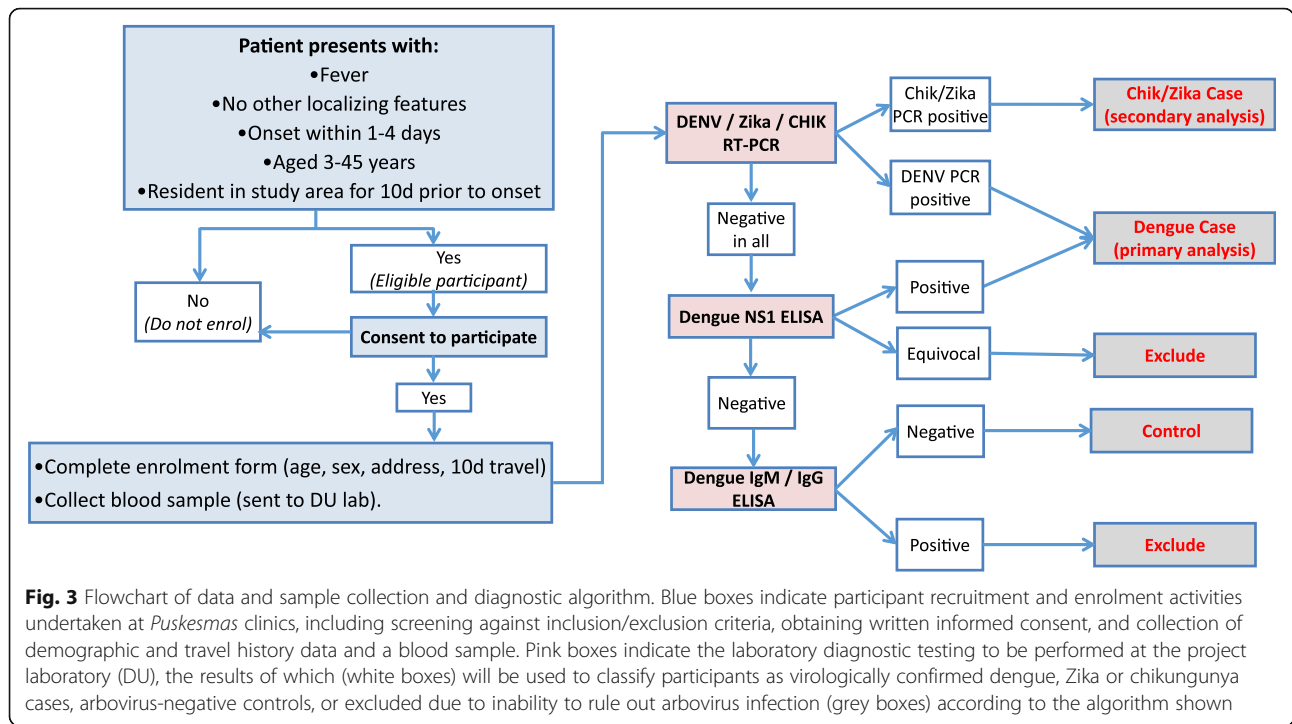 Patient presents with:
•Fever
•No other localizing features
•Onset within 1-4 days
•Aged 3-45 years
•Resident in study area for 10d prior to onset
No
(Do not enrol)
Yes
(Eligible participant)
Consent to participate
Yes
•Complete enrolment form (age, sex, address, 10d travel)
•Collect blood sample (sent to DU lab).
DENV / Zika / CHIK
RT-PCR
Chik/Zika
PCR positive
Chik/Zika Case
(secondary analysis)
DENV PCR
positive
Dengue Case
(primary analysis)
Negative
in all
Dengue NS1 ELISA
Positive
Equivocal
Exclude
Negative
Dengue IgM / IgG
ELISA
Negative
Control
Positive
Exclude
Fig. 3 Flowchart of data and sample collection and diagnostic algorithm. Blue boxes indicate participant recruitment and enrolment activities
undertaken at Puskesmas clinics, including screening against inclusion/exclusion criteria, obtaining written informed consent, and collection of
demographic and travel history data and a blood sample. Pink boxes indicate the laboratory diagnostic testing to be performed at the project
laboratory (DU), the results of which (white boxes) will be used to classify participants as virologically confirmed dengue, Zika or chikungunya
cases, arbovirus-negative controls, or excluded due to inability to rule out arbovirus infection (grey boxes) according to the algorithm shown